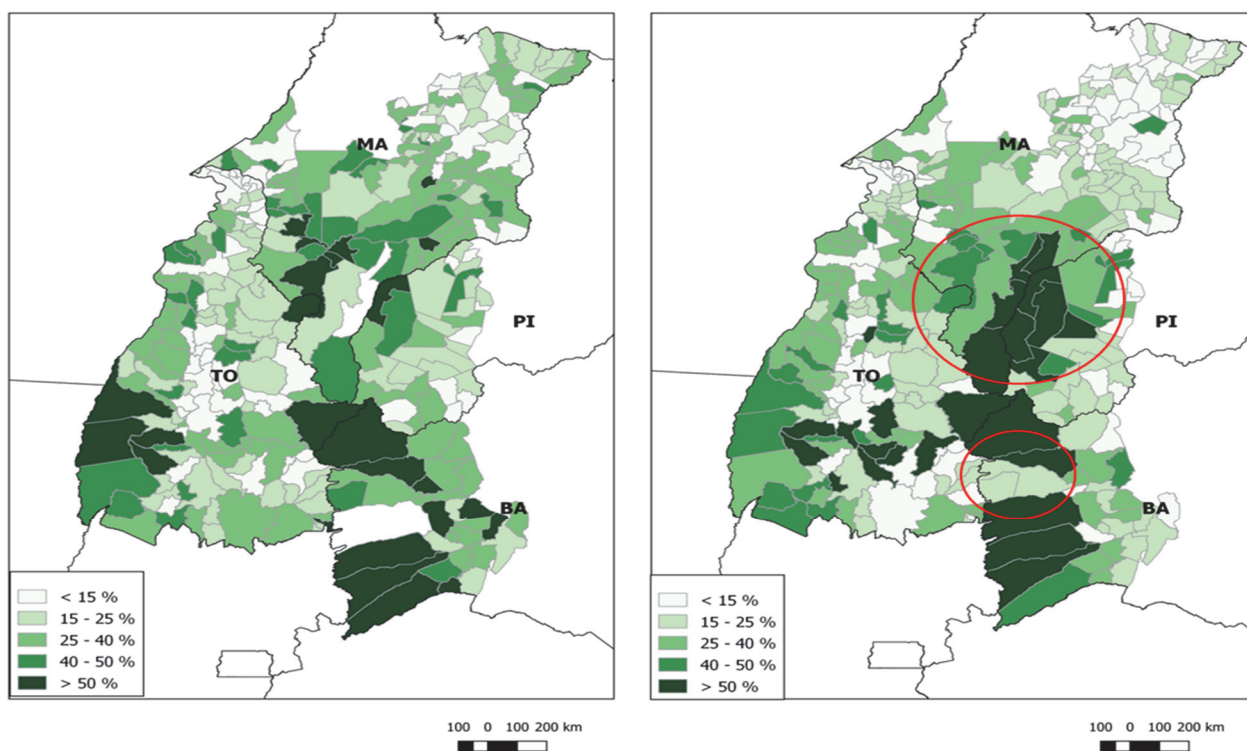 MA
PI
TO
BA
< 15 %
15 - 25 %
25 - 40 %
40 - 50 %
> 50 %
100 0 100 200 km
MA
PI
TO
BA
< 15 %
15 - 25 %
25 - 40 %
40 - 50 %
> 50 %
100 0 100 200 km